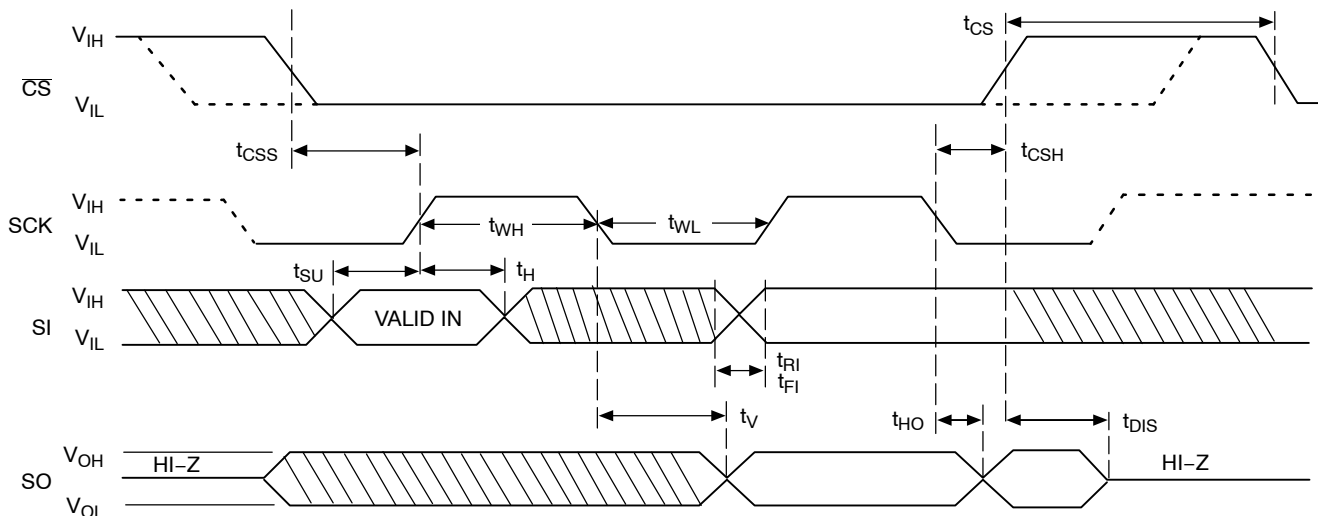 V_IH
t_CS
C̅S̅
V_IL
t_CSS
t_CSH
V_IH
SCK
t_WH
t_WL
V_IL
t_SU
t_H
V_IH
SI
VALID IN
V_IL
t_RI
t_FI
t_V
t_HO
t_DIS
V_OH
HI–Z
HI–Z
SO
V_OL